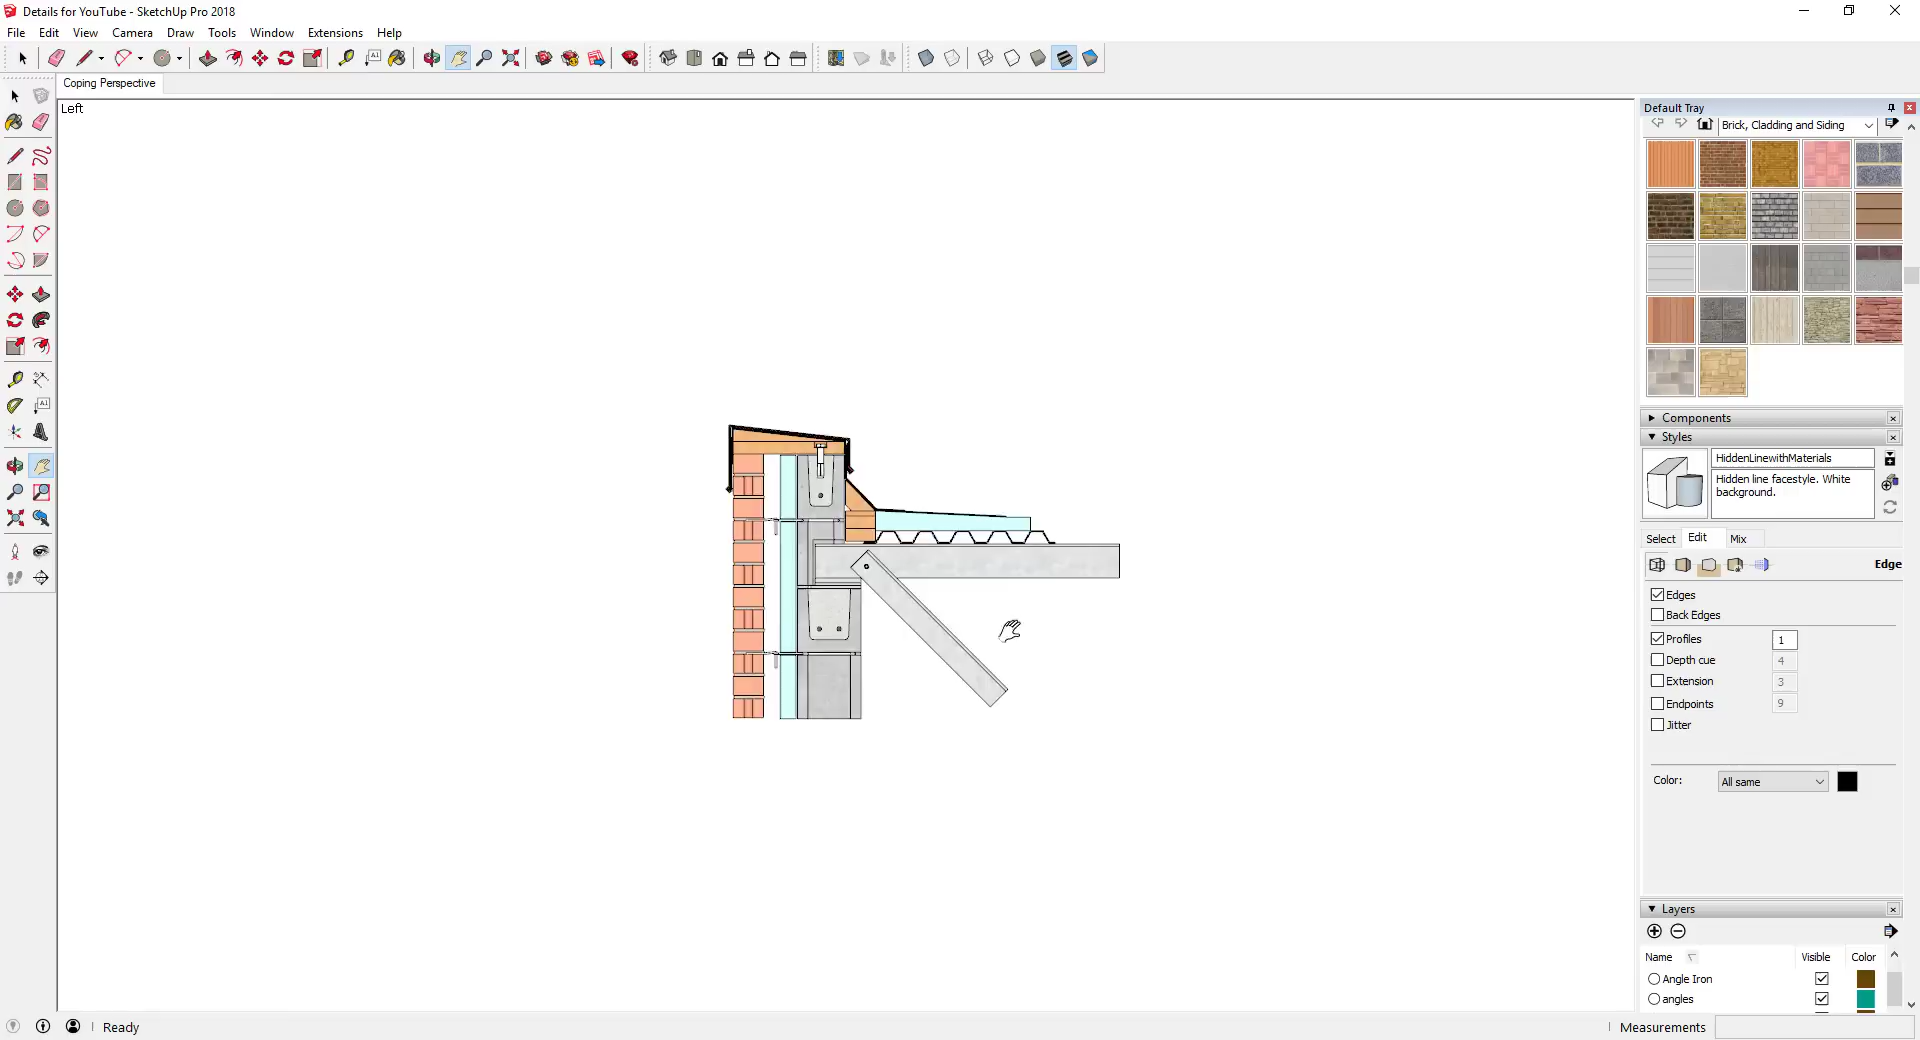 Details for YouTube - SketchUp Pro 2018
File Edit View Camera Draw Tools Window Extensions Help
Coping Perspective
Left
Default Tray
Brick, Cladding and Siding
Components
Styles
HiddenLinewithMaterials
Hidden line facestyle. White
background.
Select Edit Mix
Edge
Edges
Back Edges
Profiles 1
Depth cue 4
Extension 3
Endpoints 9
Jitter
Color: All same
Layers
Name Visible Color
Angle Iron
angles
Ready
Measurements